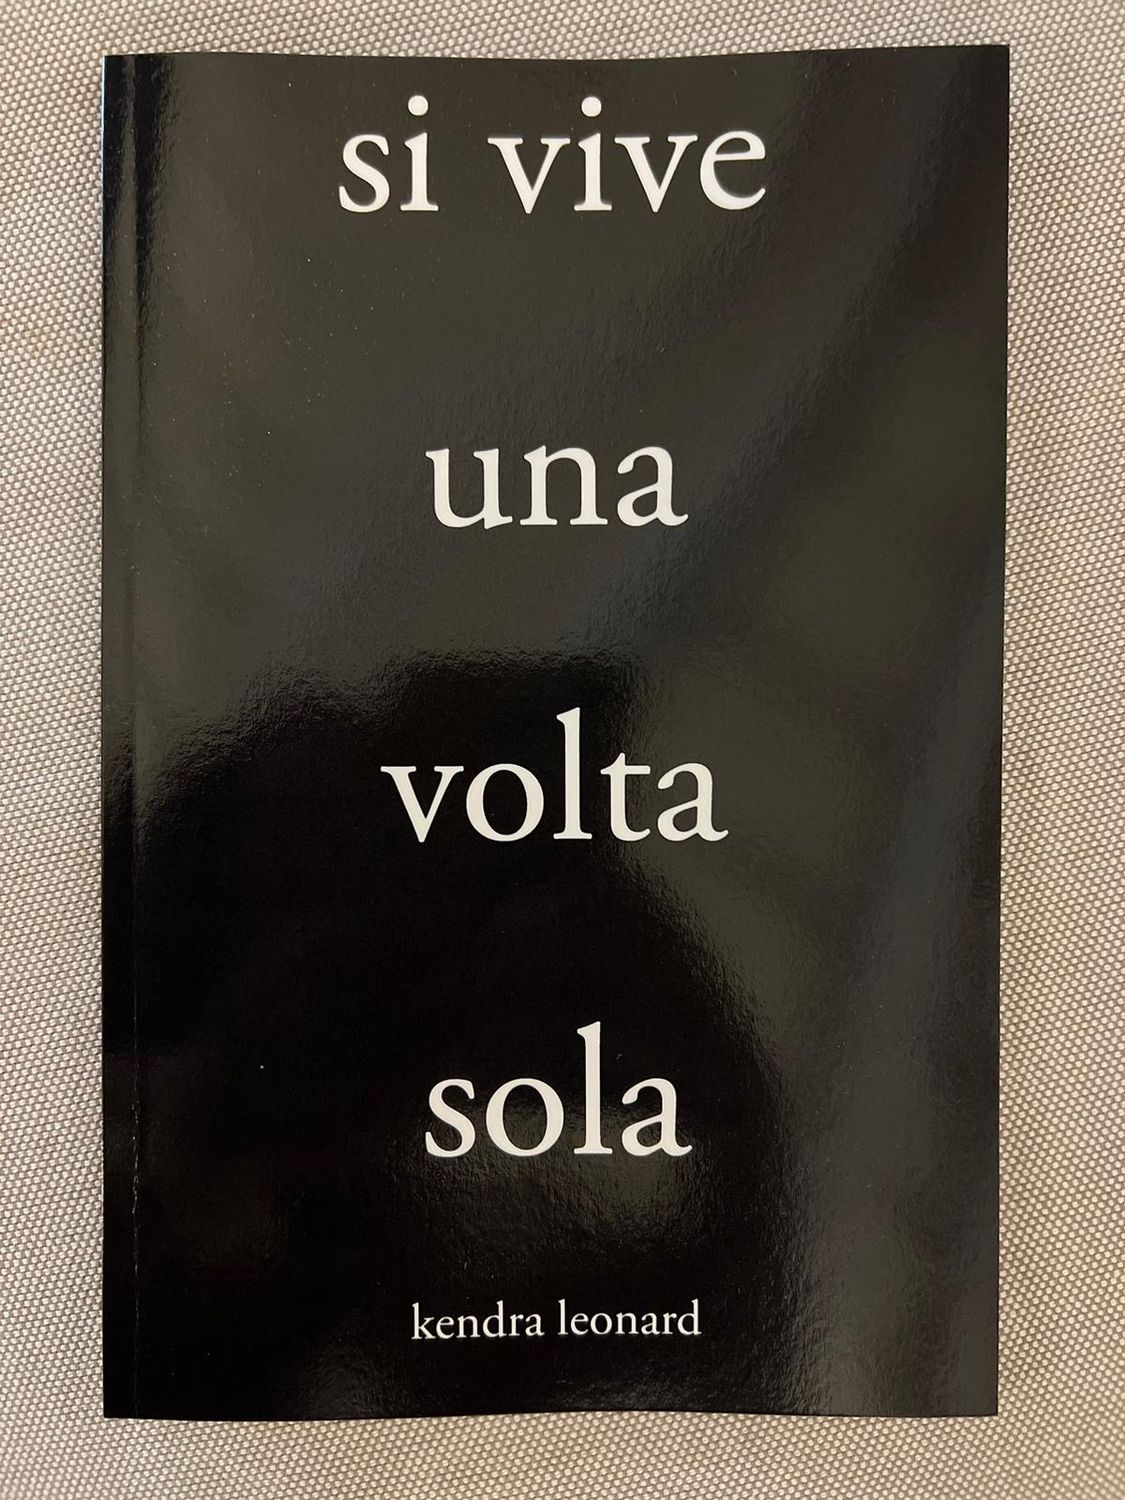 si vive
una
volta
sola
kendra leonard